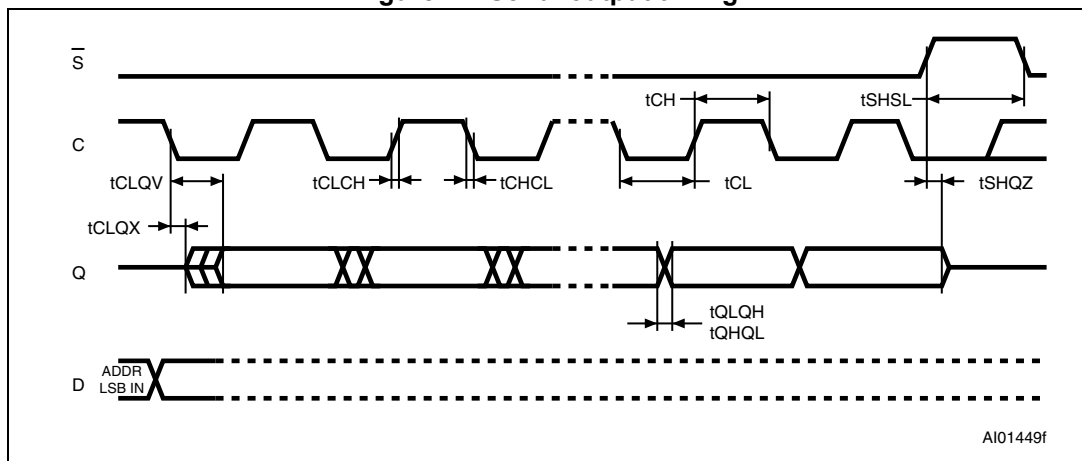 S
tCH
tSHSL
C
tCLQV
tCLCH
tCHCL
tCL
tSHQZ
tCLQX
Q
tQLQH
tQHQL
ADDR
D
LSB IN
AI01449f